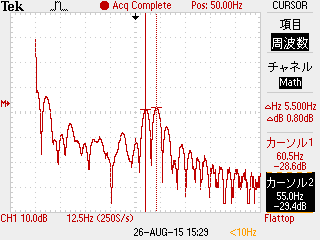 Tek Acq Complete Pos: 50.00Hz CURSOR
項目
周波数
チャネル
Math
M
ΔHz 5.500Hz
ΔdB 0.80dB
カーソル1
60.5Hz
-28.6dB
カーソル2
55.0Hz
-29.4dB
CH1 10.0dB 12.5Hz (250S/s) Flattop
26-AUG-15 15:29 <10Hz